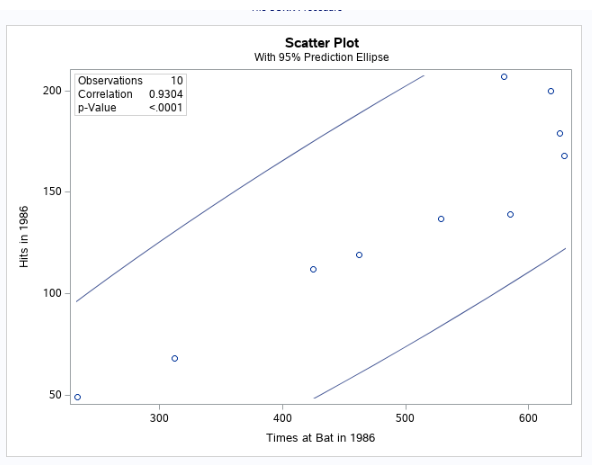 Scatter Plot
With 95% Prediction Ellipse
Observations 10
Correlation 0.9304
p-Value <.0001
200
150
100
50
Hits in 1986
300 400 500 600
Times at Bat in 1986